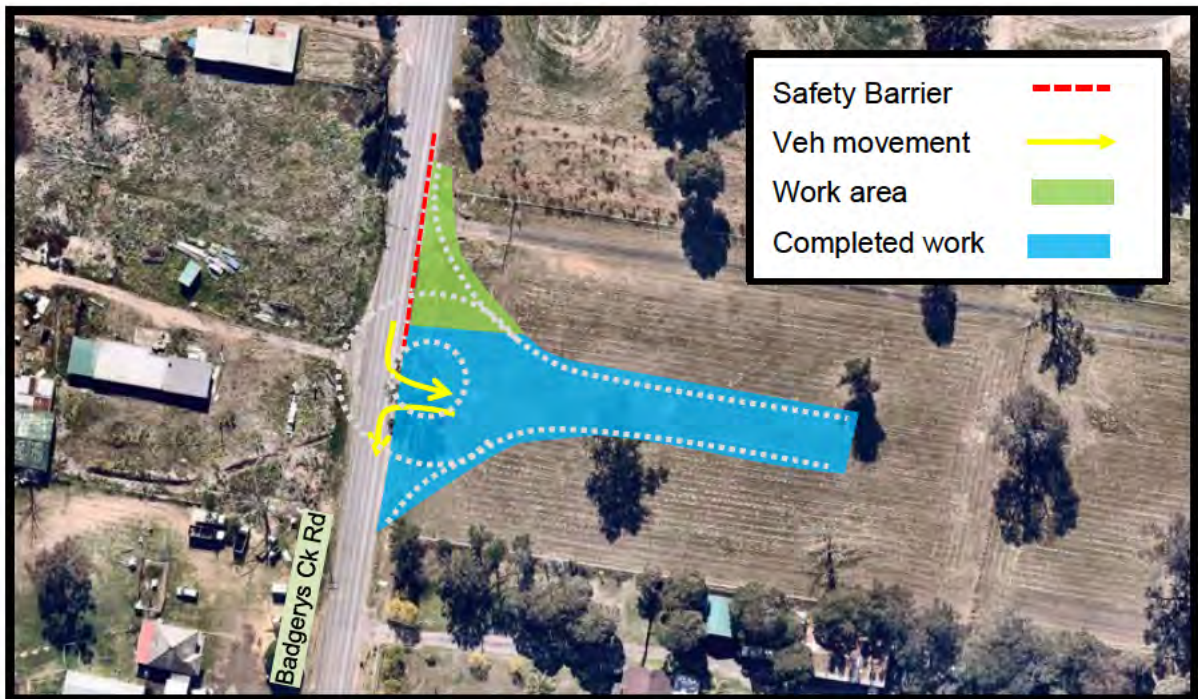 Safety Barrier
Veh movement
Work area
Completed work
Badgerys Ck Rd